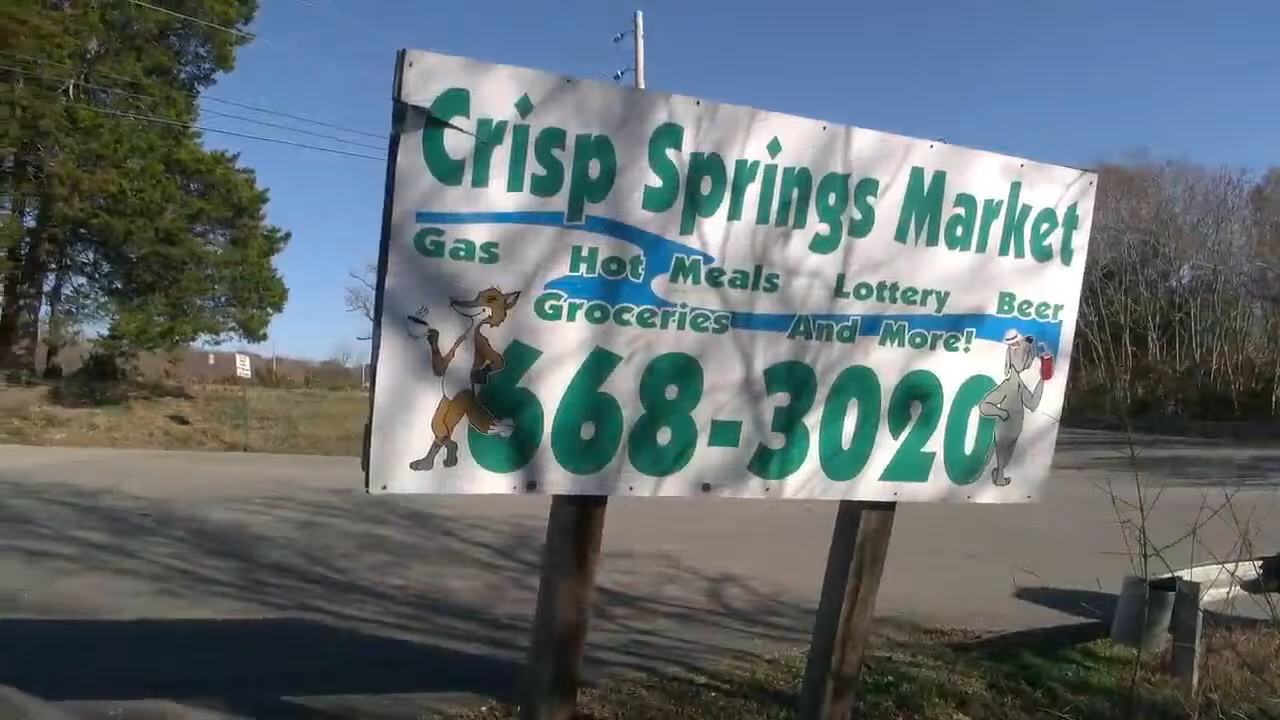 Crisp Springs Market
Gas Hot Meals Lottery Beer
Groceries And More!
668-3020